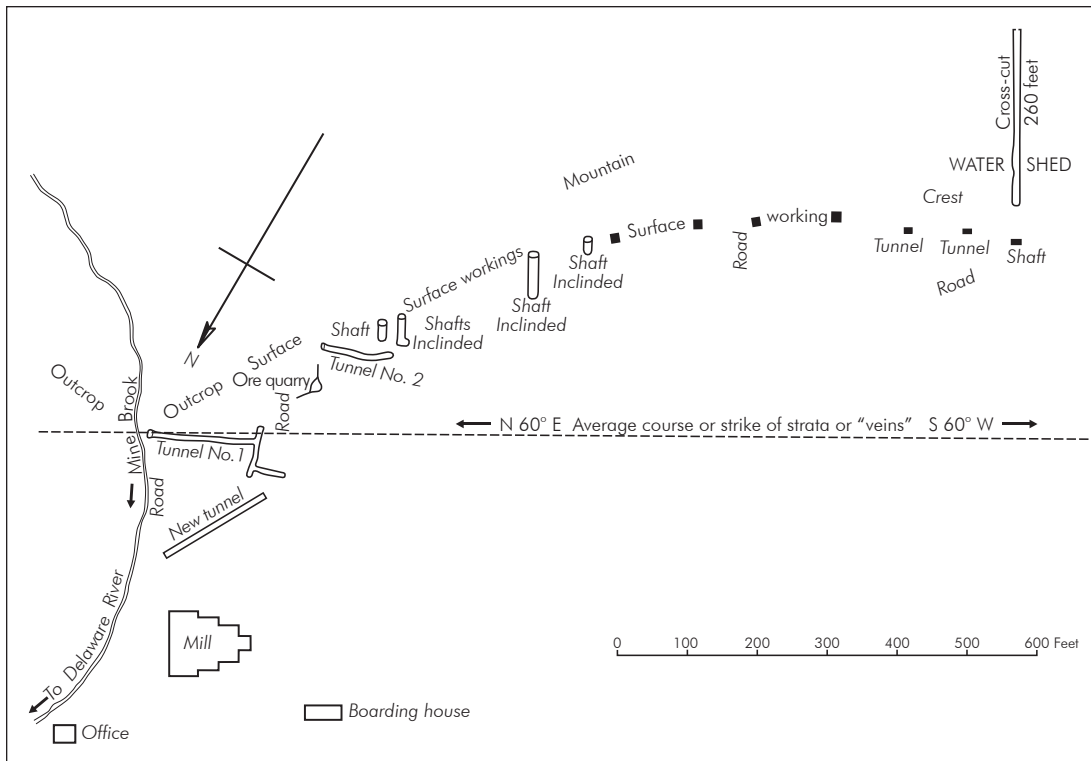 Cross-cut
260 feet
WATER SHED
Mountain
Crest
Surface working
Road
Tunnel
Tunnel
Shaft
Road
Surface workings
Shaft
Inclinded
Shaft
Inclinded
Shaft
Shafts
Inclinded
N
Surface
Tunnel No. 2
Outcrop
Outcrop
Ore quarry
Road
Mine Brook
N 60° E Average course or strike of strata or “veins” S 60° W
Tunnel No. 1
Road
New tunnel
Mill
To Delaware River
0 100 200 300 400 500 600 Feet
Boarding house
Office